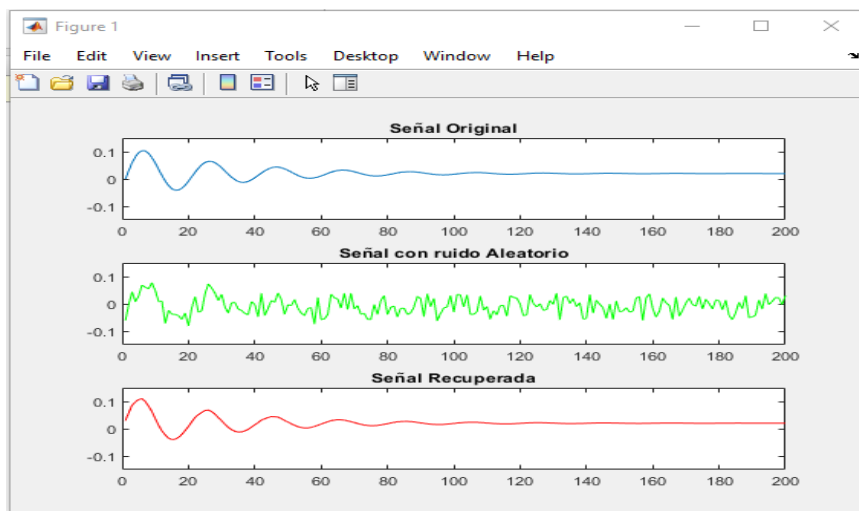 Figure 1
File Edit View Insert Tools Desktop Window Help
Señal Original
0.1
0
-0.1
0 20 40 60 80 100 120 140 160 180 200
Señal con ruido Aleatorio
0.1
0
-0.1
0 20 40 60 80 100 120 140 160 180 200
Señal Recuperada
0.1
0
-0.1
0 20 40 60 80 100 120 140 160 180 200